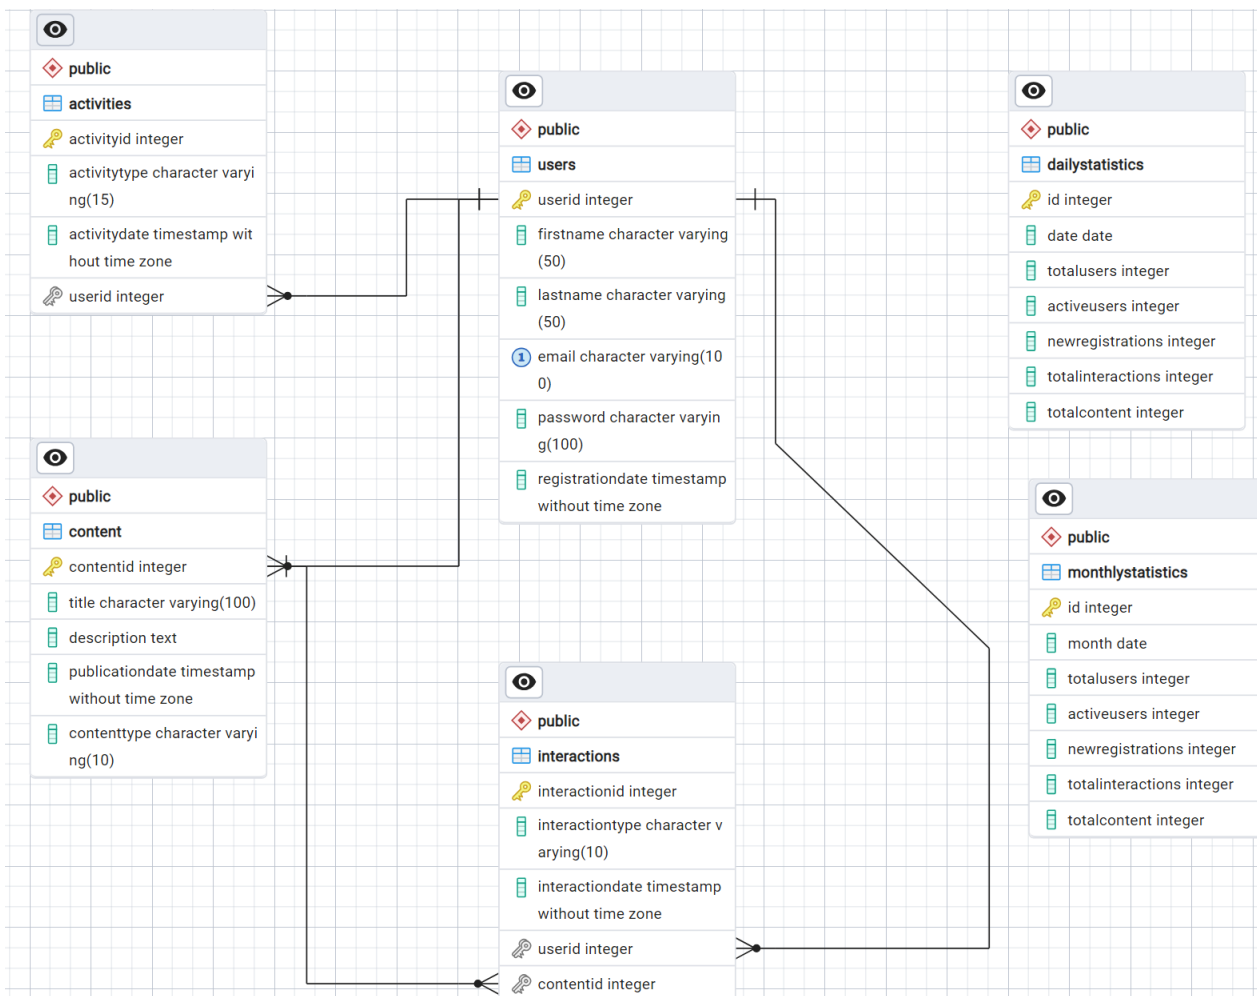 public
activities
activityid integer
activitytype character varyi
ng(15)
activitydate timestamp wit
hout time zone
userid integer
public
content
contentid integer
title character varying(100)
description text
publicationdate timestamp
without time zone
contenttype character varyi
ng(10)
public
users
userid integer
firstname character varying
(50)
lastname character varying
(50)
1 email character varying(10
0)
password character varyin
g(100)
registrationdate timestamp
without time zone
public
interactions
interactionid integer
interactiontype character v
arying(10)
interactiondate timestamp
without time zone
userid integer
contentid integer
public
dailystatistics
id integer
date date
totalusers integer
activeusers integer
newregistrations integer
totalinteractions integer
totalcontent integer
public
monthlystatistics
id integer
month date
totalusers integer
activeusers integer
newregistrations integer
totalinteractions integer
totalcontent integer